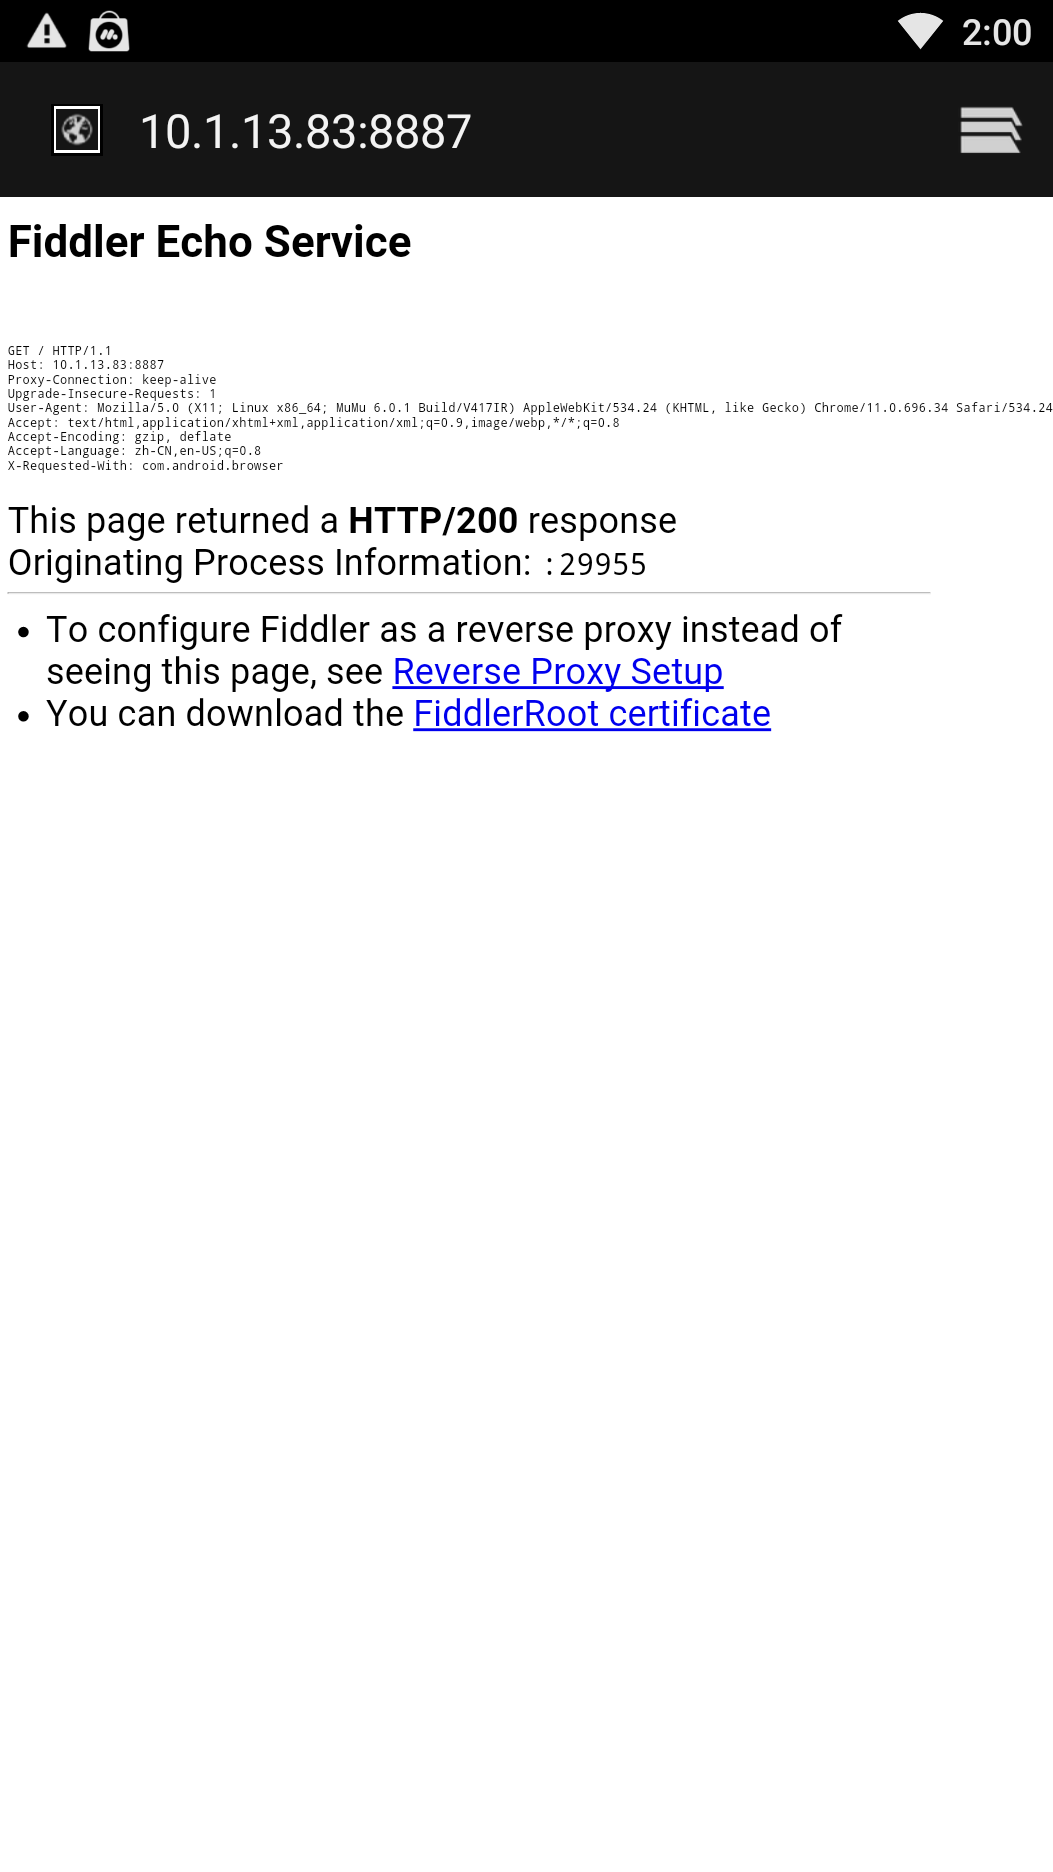 2:00
10.1.13.83:8887
Fiddler Echo Service
GET / HTTP/1.1
Host: 10.1.13.83:8887
Proxy-Connection: keep-alive
Upgrade-Insecure-Requests: 1
User-Agent: Mozilla/5.0 (X11; Linux x86_64; MuMu 6.0.1 Build/V417IR) AppleWebKit/534.24 (KHTML, like Gecko) Chrome/11.0.696.34 Safari/534.24
Accept: text/html,application/xhtml+xml,application/xml;q=0.9,image/webp,*/*;q=0.8
Accept-Encoding: gzip, deflate
Accept-Language: zh-CN,en-US;q=0.8
X-Requested-With: com.android.browser
This page returned a HTTP/200 response
Originating Process Information: :29955
• To configure Fiddler as a reverse proxy instead of
seeing this page, see Reverse Proxy Setup
• You can download the FiddlerRoot certificate